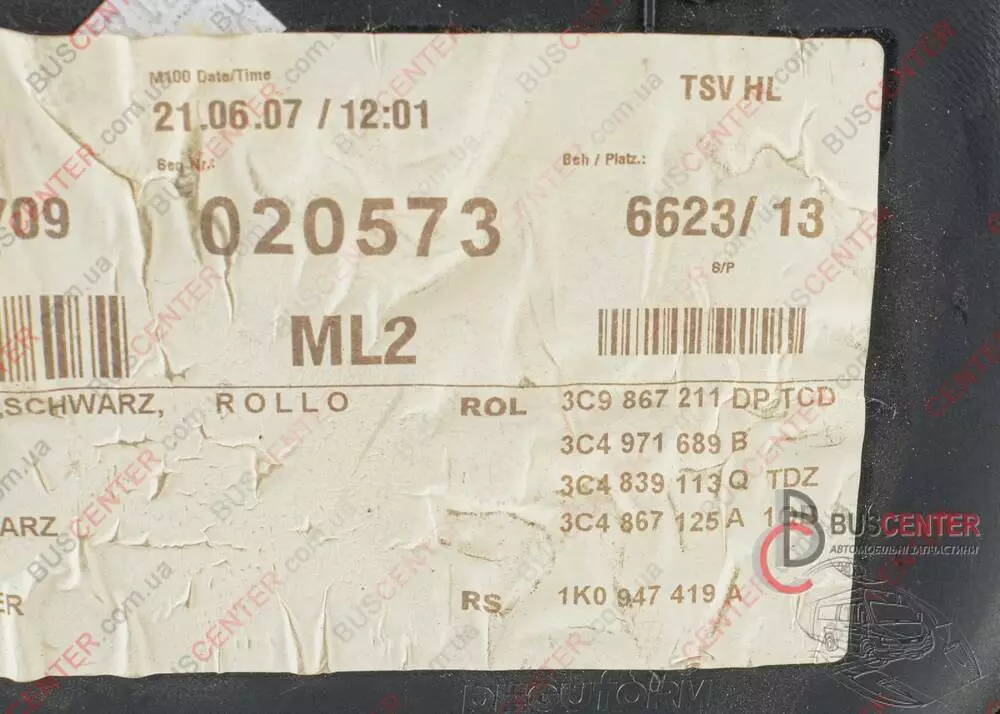 M100 Date/Time
TSV HL
21.06.07 / 12:01
Seq Nr.:
Beh / Platz.:
709
020573
6623/ 13
S/P
ML2
SCHWARZ, ROLLO ROL 3C9 867 211 DP TCD
3C4 971 689 B
3C4 839 113 Q TDZ
ARZ 3C4 867 125 A
BUSCENTER
АВТОМОБІЛЬНІ ЗАПЧАСТИНИ
ER RS 1K0 947 419 A